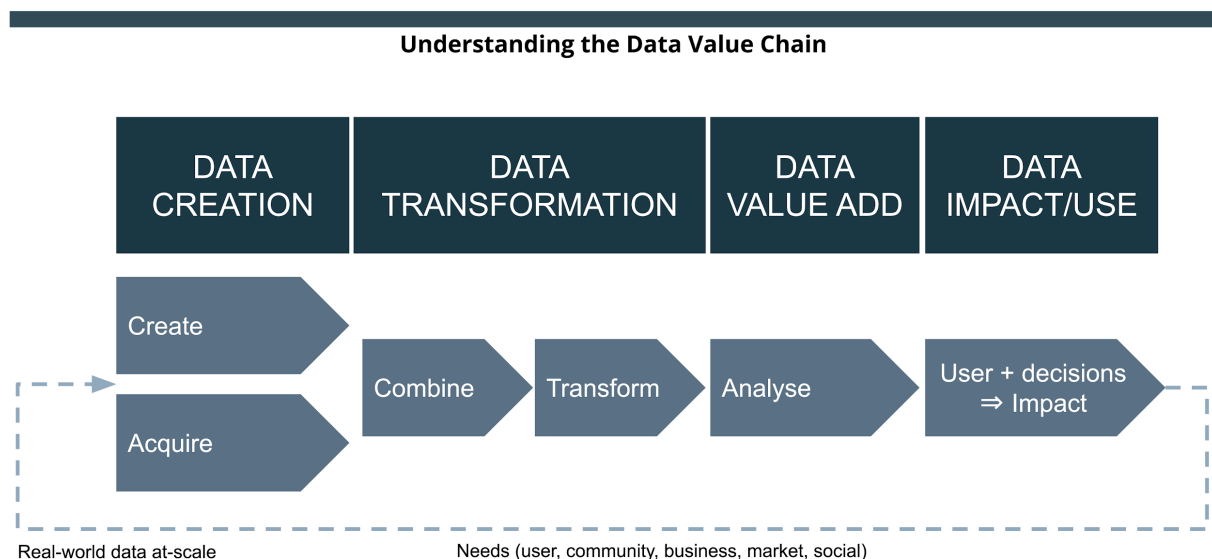 Understanding the Data Value Chain
DATA
CREATION
DATA
TRANSFORMATION
DATA
VALUE ADD
DATA
IMPACT/USE
Create
Acquire
Combine
Transform
Analyse
User + decisions
⇒ Impact
Real-world data at-scale
Needs (user, community, business, market, social)